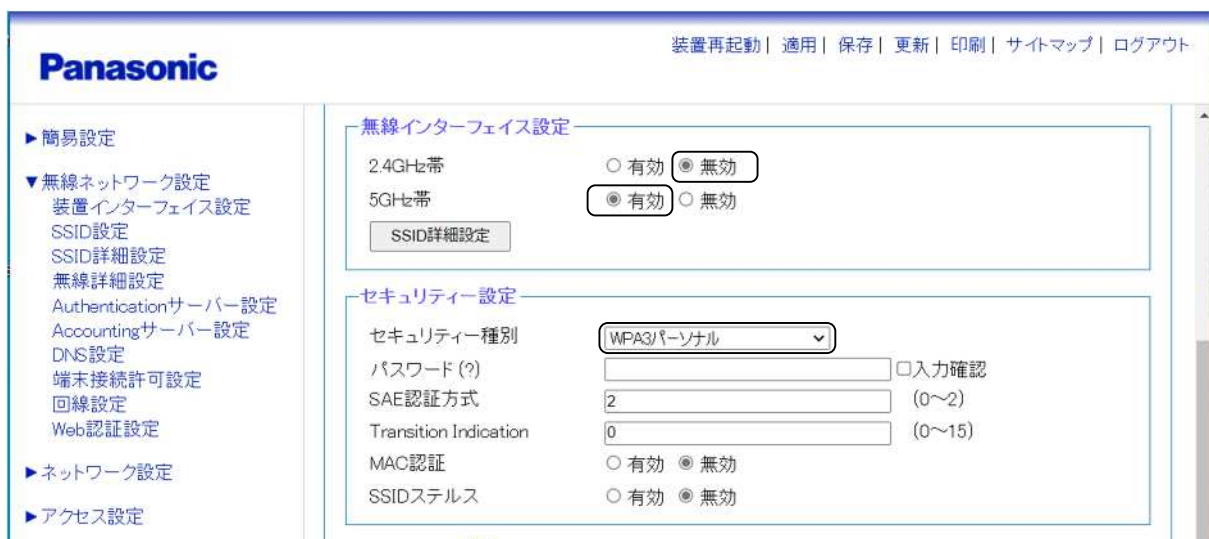 Panasonic
装置再起動| 適用| 保存| 更新| 印刷| サイトマップ| ログアウト
▶簡易設定
▼無線ネットワーク設定
装置インターフェイス設定
SSID設定
SSID詳細設定
無線詳細設定
Authenticationサーバー設定
Accountingサーバー設定
DNS設定
端末接続許可設定
回線設定
Web認証設定
▶ネットワーク設定
▶アクセス設定
無線インターフェイス設定
2.4GHz帯 ○有効 ◉無効
5GHz帯 ◉有効 ○無効
SSID詳細設定
セキュリティー設定
セキュリティー種別 WPA3パーソナル
パスワード(?) □入力確認
SAE認証方式 2 (0～2)
Transition Indication 0 (0～15)
MAC認証 ○有効 ◉無効
SSIDステルス ○有効 ◉無効